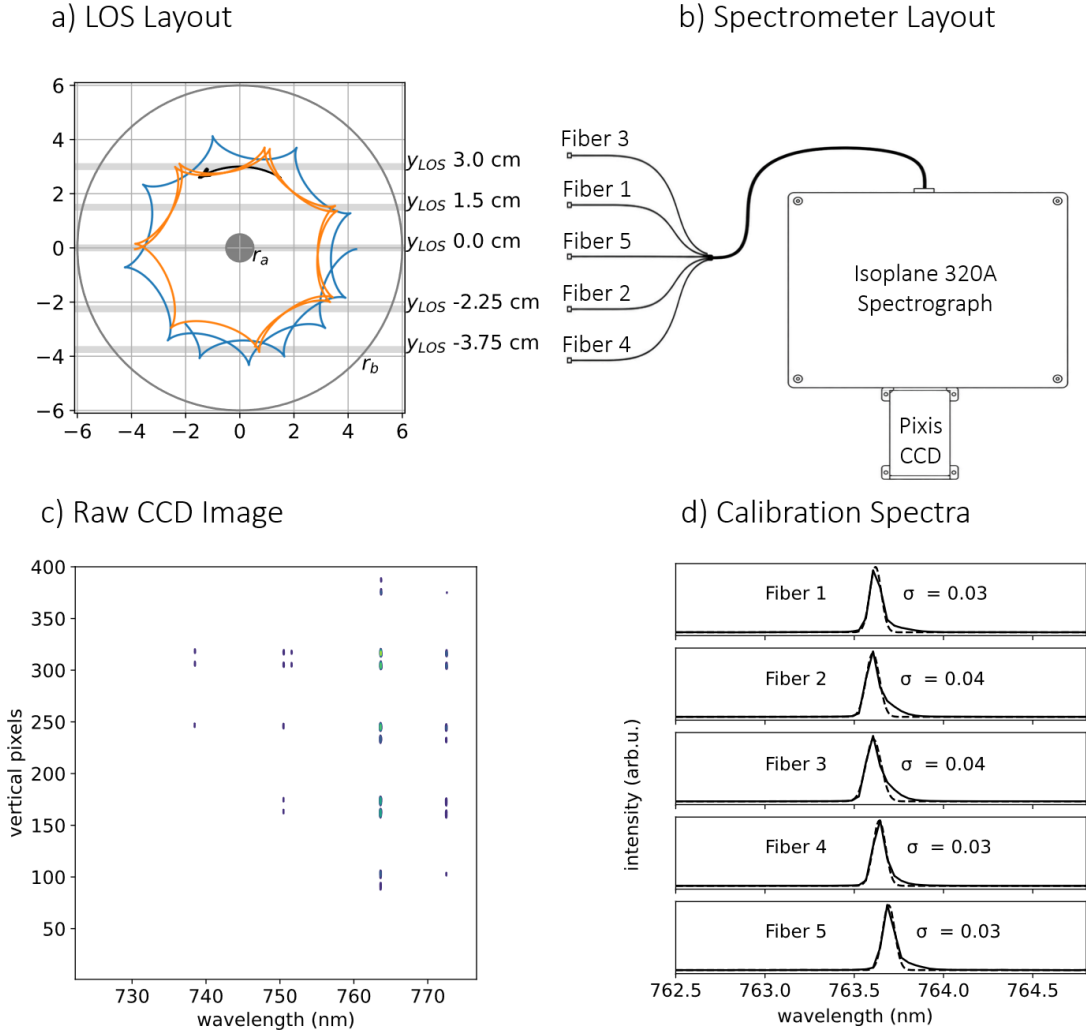 a) LOS Layout
b) Spectrometer Layout
6
4
2
0
−2
−4
−6
−6 −4 −2 0 2 4 6
y_LOS 3.0 cm
y_LOS 1.5 cm
y_LOS 0.0 cm
r_a
y_LOS -2.25 cm
y_LOS -3.75 cm
r_b
Fiber 3
Fiber 1
Fiber 5
Fiber 2
Fiber 4
Isoplane 320A
Spectrograph
Pixis
CCD
c) Raw CCD Image
d) Calibration Spectra
400
350
300
250
200
150
100
50
vertical pixels
730 740 750 760 770
wavelength (nm)
Fiber 1 σ = 0.03
Fiber 2 σ = 0.04
Fiber 3 σ = 0.04
Fiber 4 σ = 0.03
Fiber 5 σ = 0.03
intensity (arb.u.)
762.5 763.0 763.5 764.0 764.5
wavelength (nm)